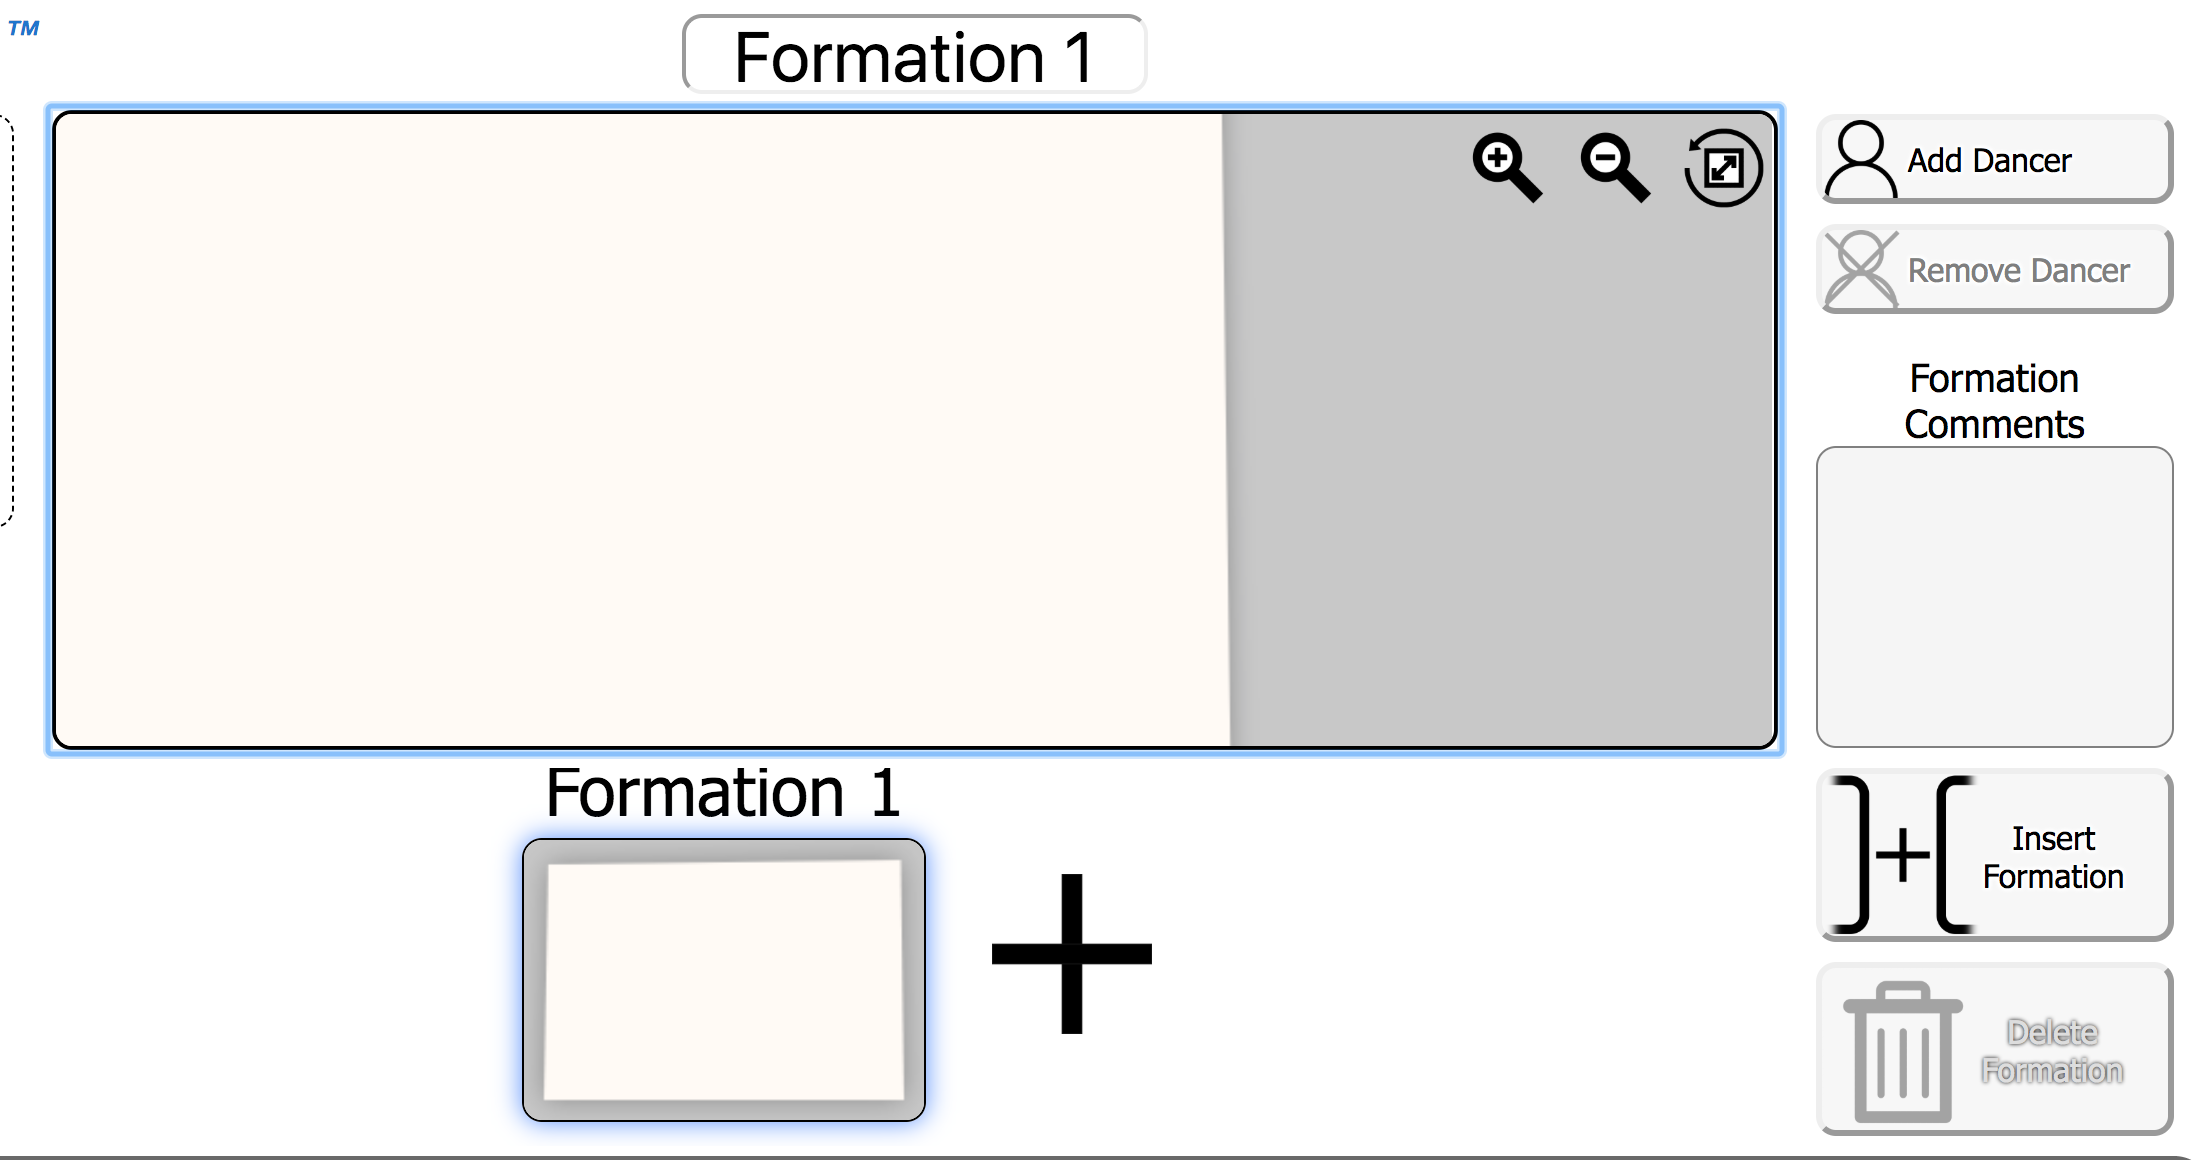 TM
Formation 1
Add Dancer
Remove Dancer
Formation
Comments
Formation 1
Insert
Formation
Delete
Formation